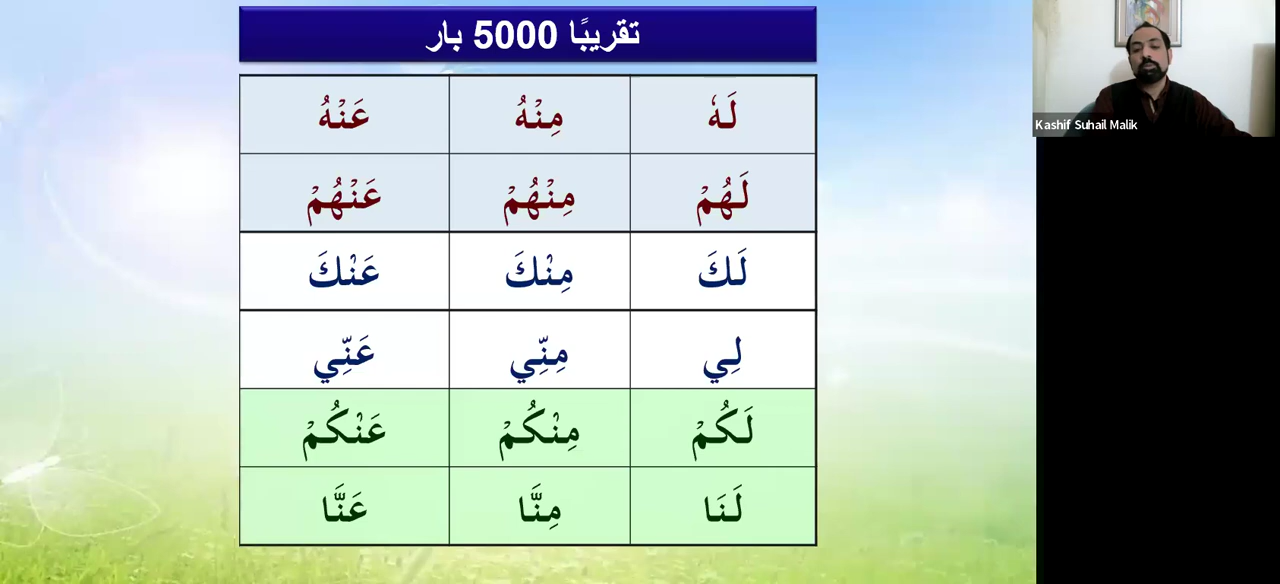 تقریبًا 5000 بار
لَهٗ مِنْهُ عَنْهُ
لَهُمْ مِنْهُمْ عَنْهُمْ
لَكَ مِنْكَ عَنْكَ
لِي مِنِّي عَنِّي
لَكُمْ مِنْكُمْ عَنْكُمْ
لَنَا مِنَّا عَنَّا
Kashif Suhail Malik